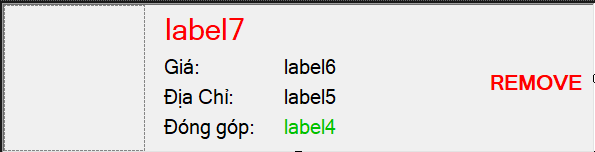 label7
Giá: label6
Địa Chỉ: label5
REMOVE
Đóng góp: label4